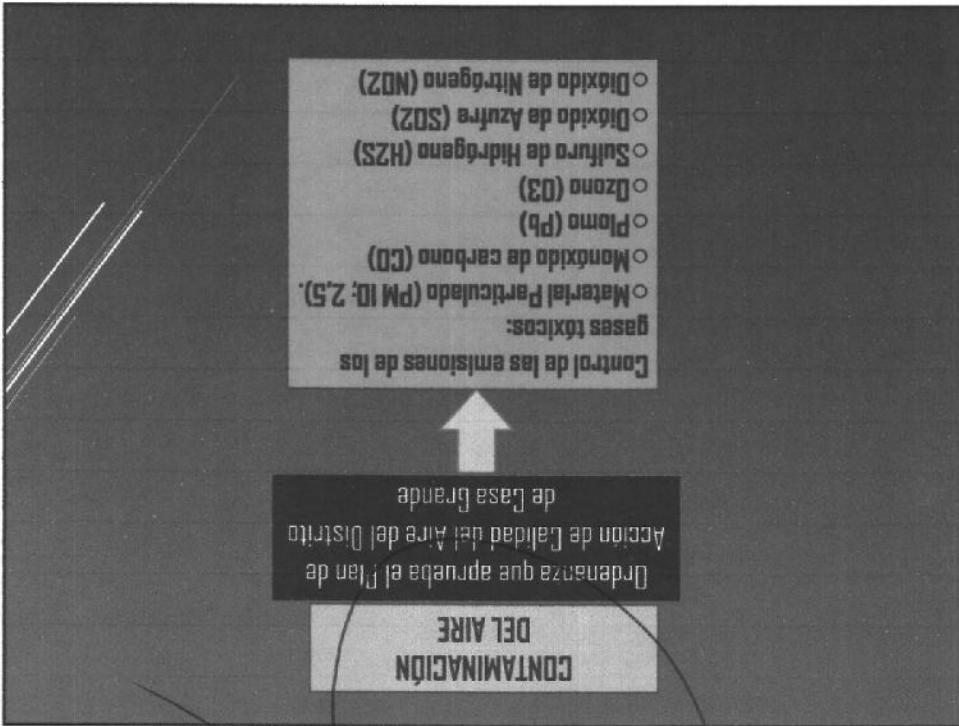 CONTAMINACIÓN
DEL AIRE
Ordenanza que aprueba el Plan de
Acción de Calidad del Aire del Distrito
de Casa Grande
Control de las emisiones de los
gases tóxicos:
○ Material Particulado (PM 10; 2,5).
○ Monóxido de carbono (CO)
○ Plomo (Pb)
○ Ozono (O3)
○ Sulfuro de Hidrógeno (H2S)
○ Dióxido de Azufre (SO2)
○ Dióxido de Nitrógeno (NO2)